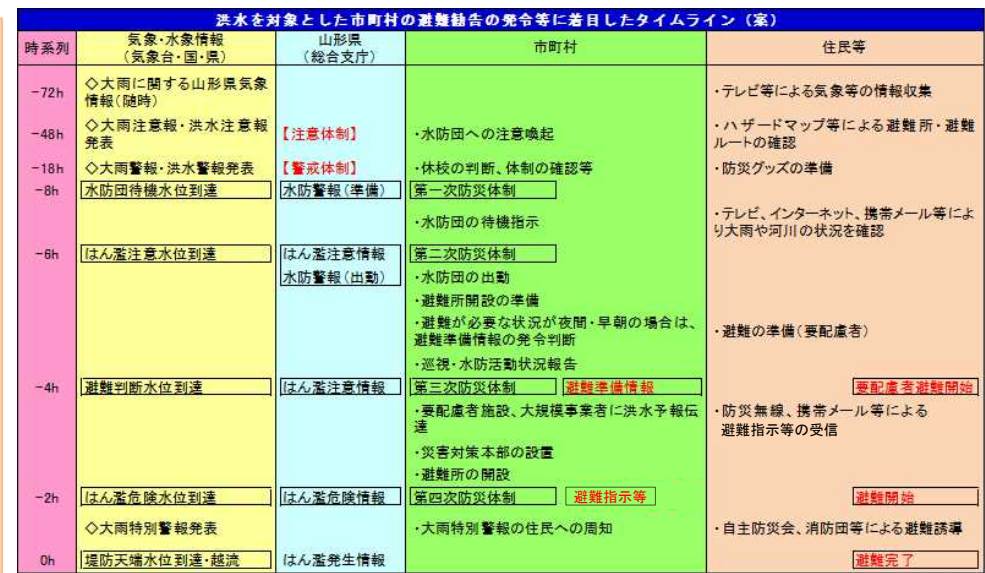 洪水を対象とした市町村の避難勧告の発令等に着目したタイムライン（案）
時系列
気象・水象情報
（気象台・国・県）
山形県
（総合支庁）
市町村
住民等
-72h
◇大雨に関する山形県気象
情報（随時）
・テレビ等による気象等の情報収集
-48h
◇大雨注意報・洪水注意報
発表
【注意体制】
・水防団への注意喚起
・ハザードマップ等による避難所・避難
ルートの確認
-18h
◇大雨警報・洪水警報発表
【警戒体制】
・休校の判断、体制の確認等
・防災グッズの準備
-8h
水防団待機水位到達
水防警報（準備）
第一次防災体制
・水防団の待機指示
・テレビ、インターネット、携帯メール等によ
り大雨や河川の状況を確認
-6h
はん濫注意水位到達
はん濫注意情報
第二次防災体制
水防警報（出動）
・水防団の出動
・避難所開設の準備
・避難が必要な状況が夜間・早朝の場合は、
避難準備情報の発令判断
・避難の準備（要配慮者）
・巡視・水防活動状況報告
-4h
避難判断水位到達
はん濫注意情報
第三次防災体制
避難準備情報
要配慮者避難開始
・要配慮者施設、大規模事業者に洪水予報伝
達
・防災無線、携帯メール等による
避難指示等の受信
・災害対策本部の設置
・避難所の開設
-2h
はん濫危険水位到達
はん濫危険情報
第四次防災体制
避難指示等
避難開始
◇大雨特別警報発表
・大雨特別警報の住民への周知
・自主防災会、消防団等による避難誘導
0h
堤防天端水位到達・越流
はん濫発生情報
避難完了